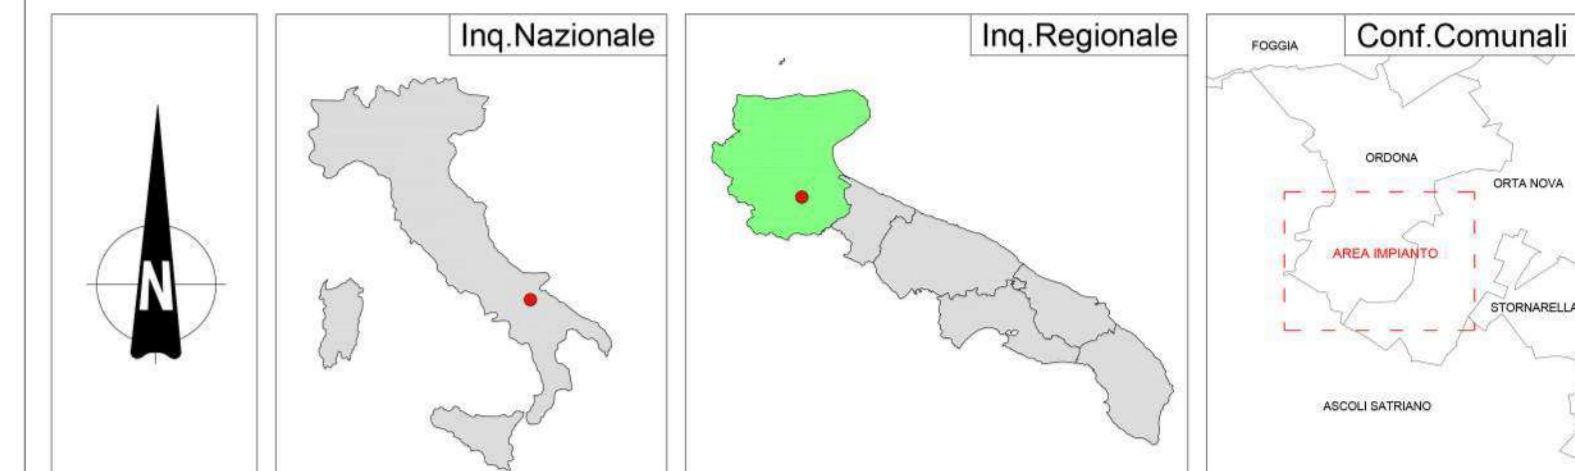 N
Inq.Nazionale
Inq.Regionale
Conf.Comunali
FOGGIA
ORDONA
ORTA NOVA
AREA IMPIANTO
STORNARELLA
ASCOLI SATRIANO